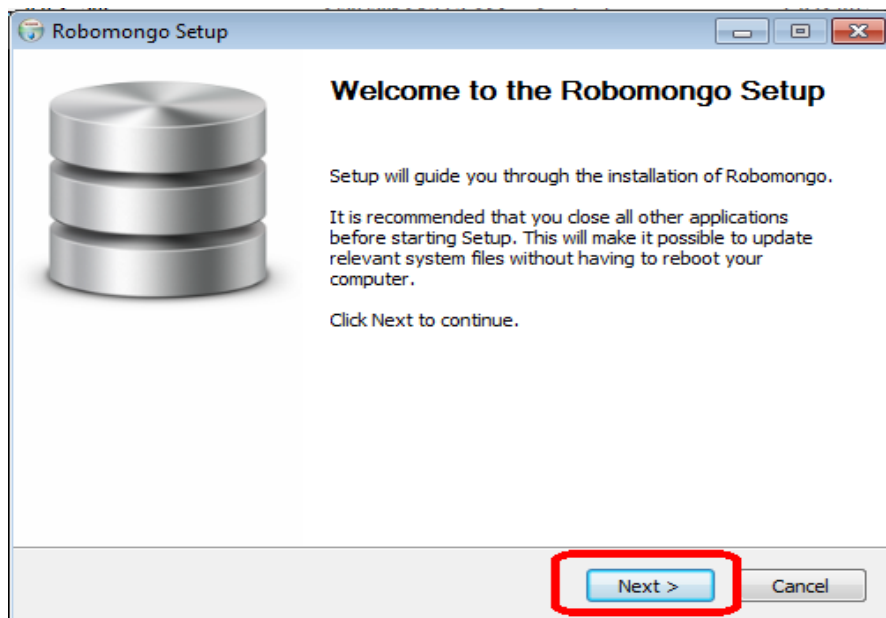 Robomongo Setup
Welcome to the Robomongo Setup
Setup will guide you through the installation of Robomongo.
It is recommended that you close all other applications
before starting Setup. This will make it possible to update
relevant system files without having to reboot your
computer.
Click Next to continue.
Next >
Cancel